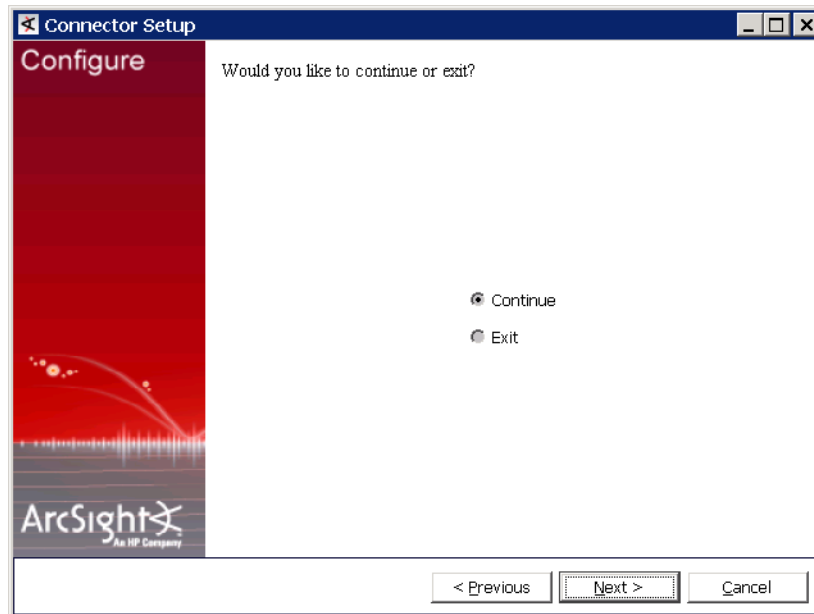 Connector Setup
Configure
Would you like to continue or exit?
Continue
Exit
ArcSight
An HP Company
< Previous
Next >
Cancel